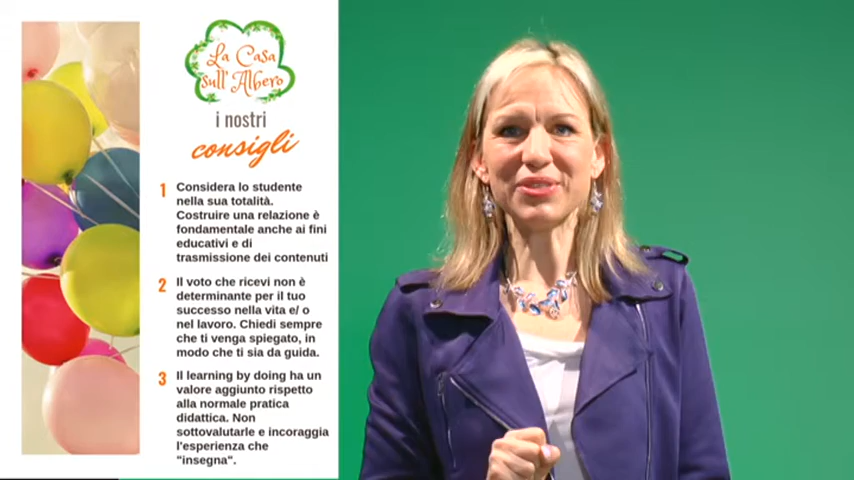 La Casa
sull'Albero
i nostri
consigli
1 Considera lo studente
nella sua totalità.
Costruire una relazione è
fondamentale anche ai fini
educativi e di
trasmissione dei contenuti
2 Il voto che ricevi non è
determinante per il tuo
successo nella vita e/ o
nel lavoro. Chiedi sempre
che ti venga spiegato, in
modo che ti sia da guida.
3 Il learning by doing ha un
valore aggiunto rispetto
alla normale pratica
didattica. Non
sottovalutarle e incoraggia
l'esperienza che
"insegna".